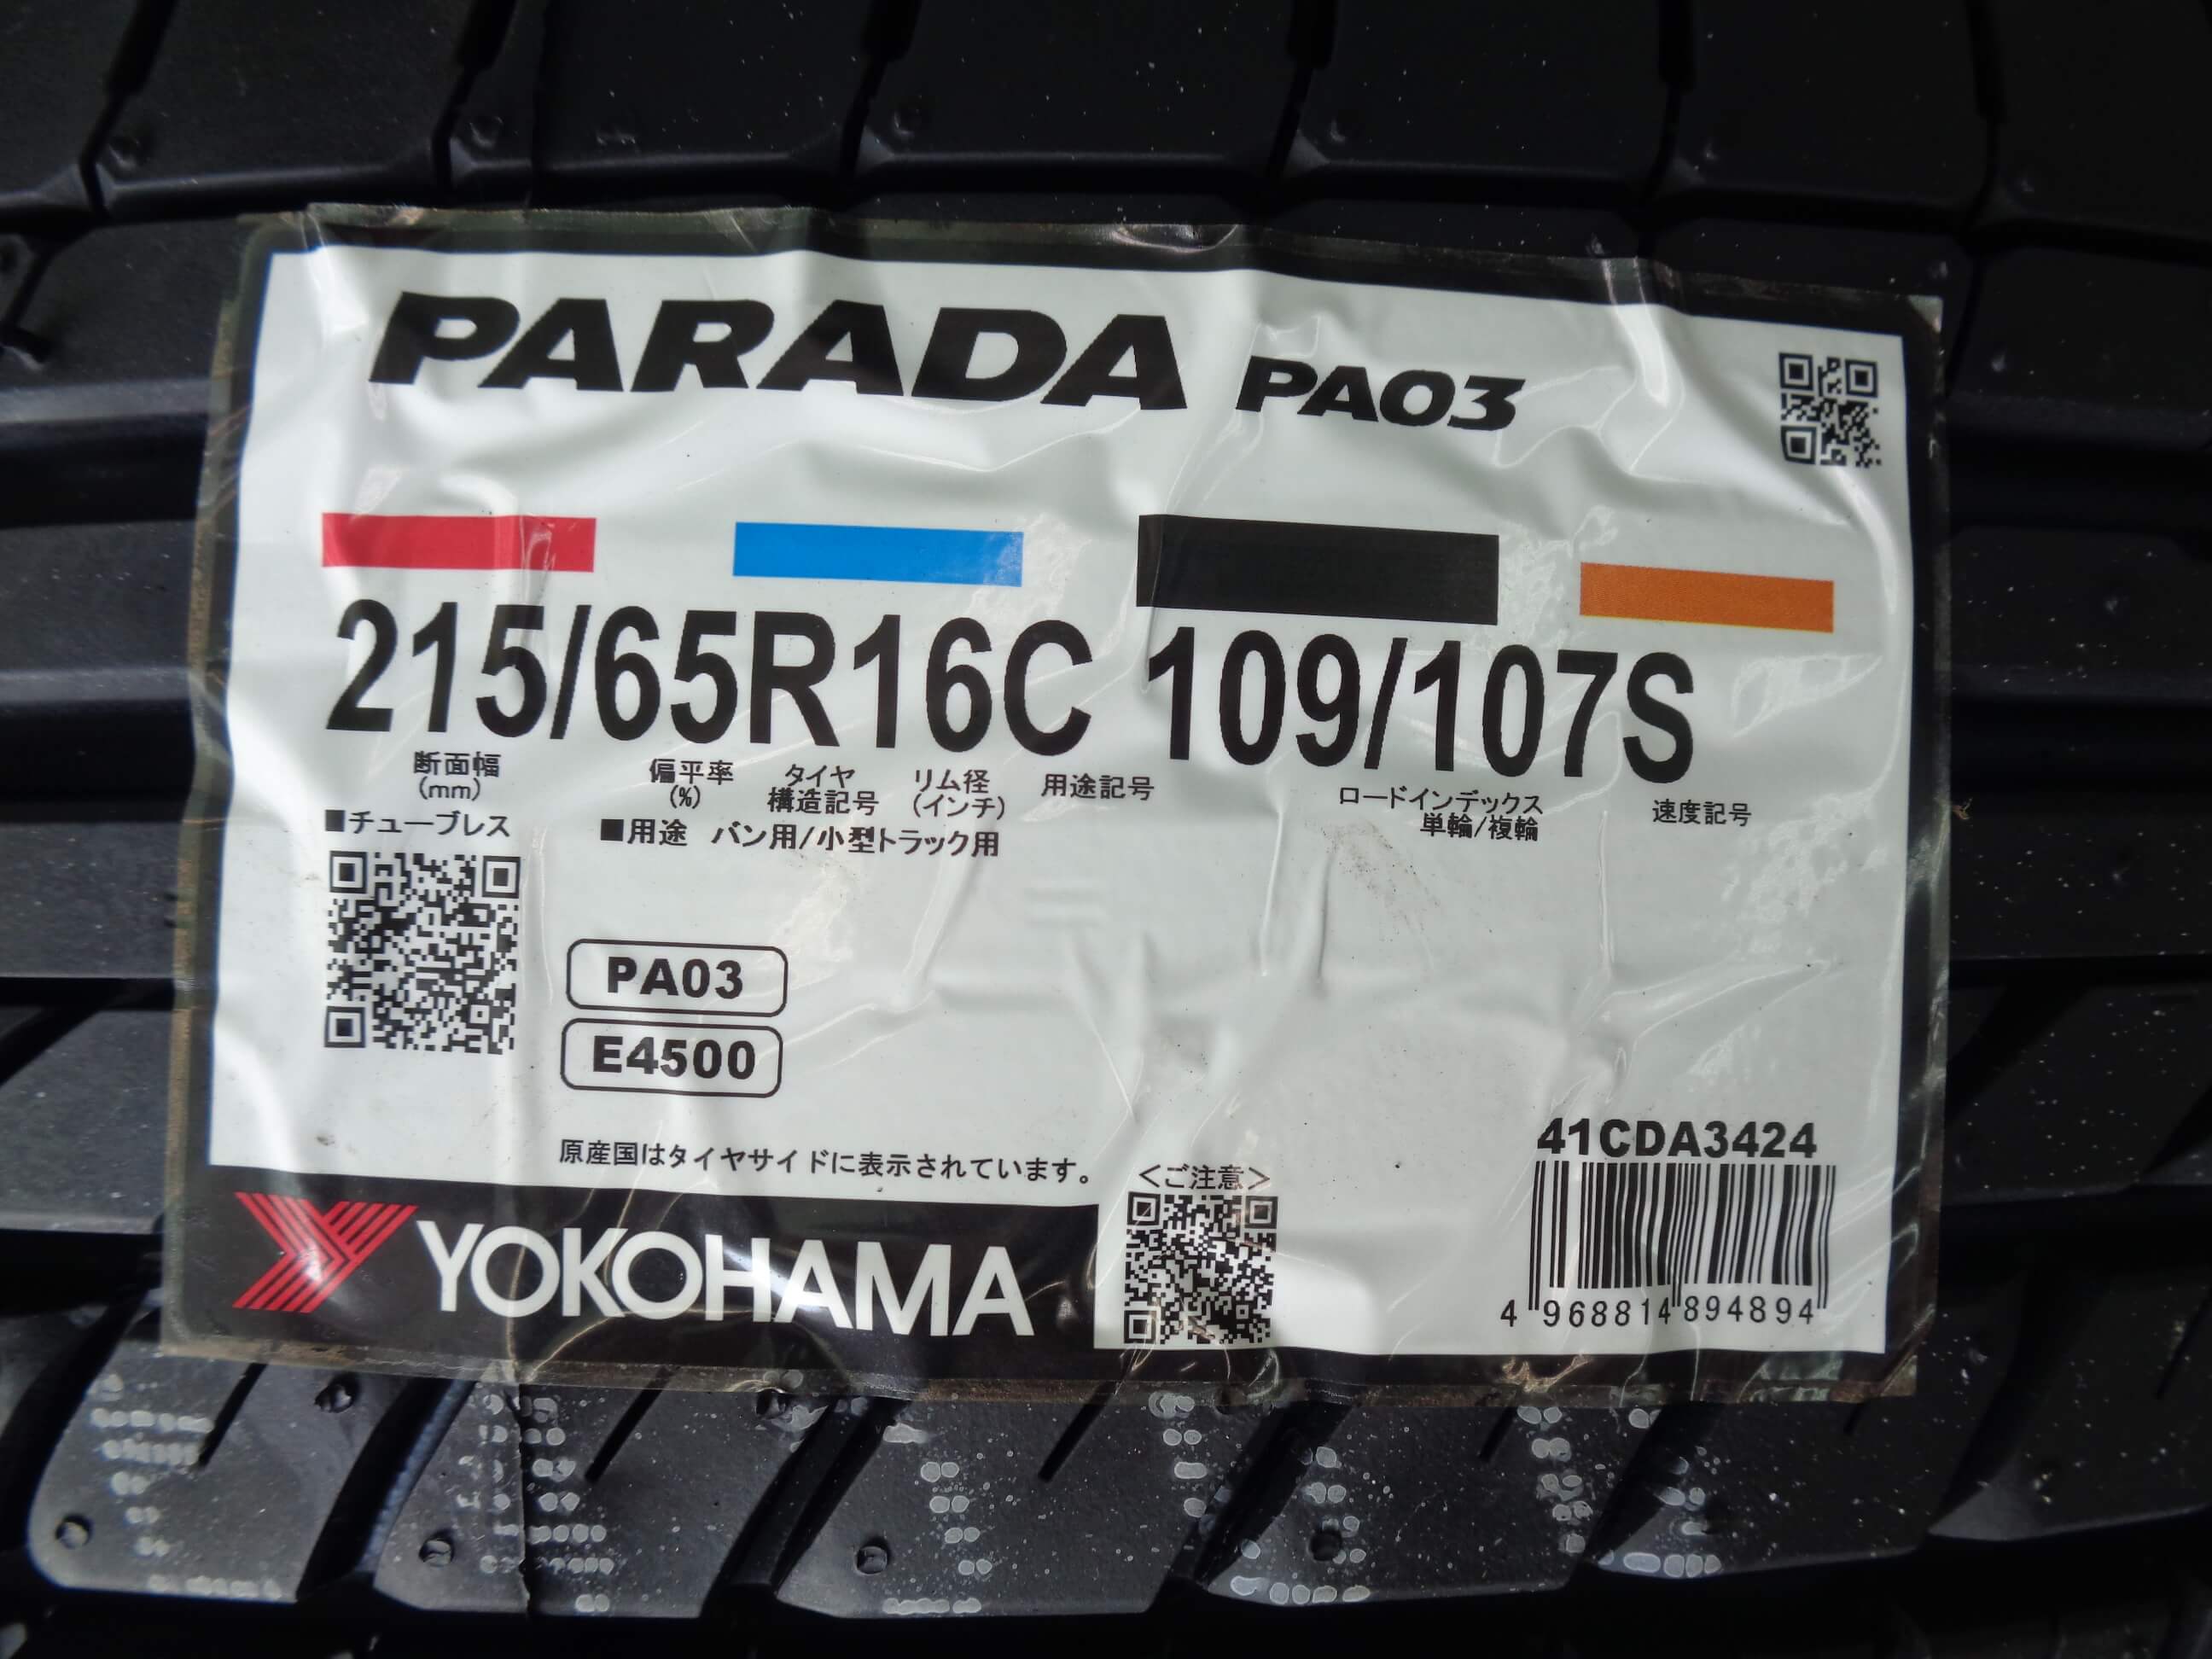 PARADA PA03
215/65R16C 109/107S
断面幅 偏平率 タイヤ リム径 用途記号 ロードインデックス 速度記号
(mm) (%) 構造記号 (インチ) 単輪/複輪
■チューブレス ■用途 バン用/小型トラック用
PA03
E4500
原産国はタイヤサイドに表示されています。
<ご注意>
41CDA3424
4 968814 894894
YOKOHAMA